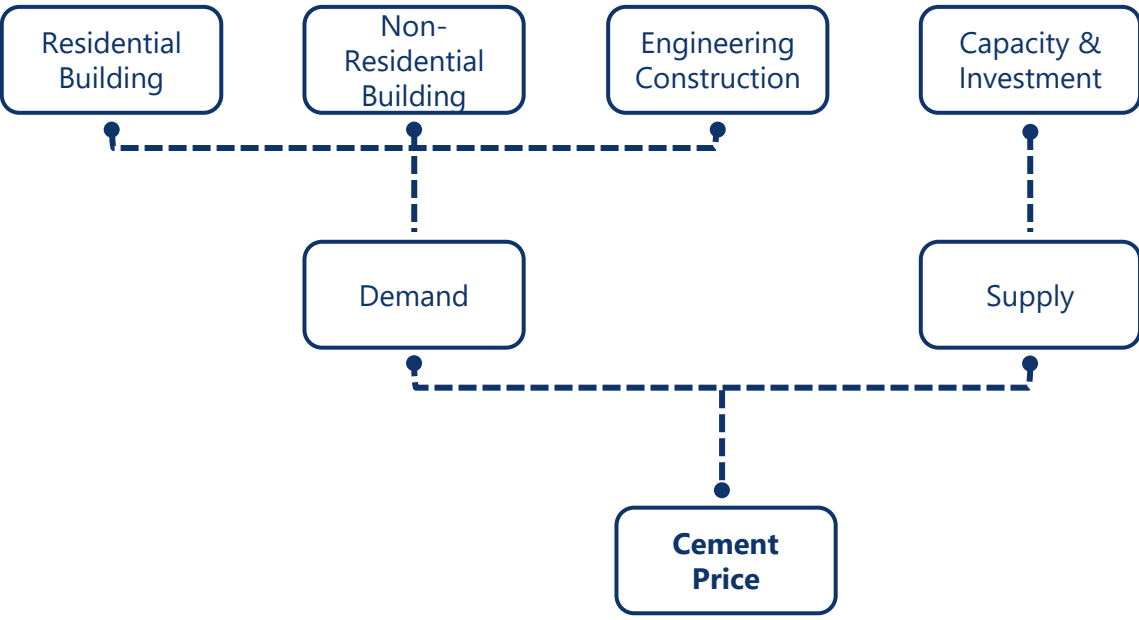 Residential
Building
Non-
Residential
Building
Engineering
Construction
Capacity &
Investment
Demand
Supply
Cement
Price